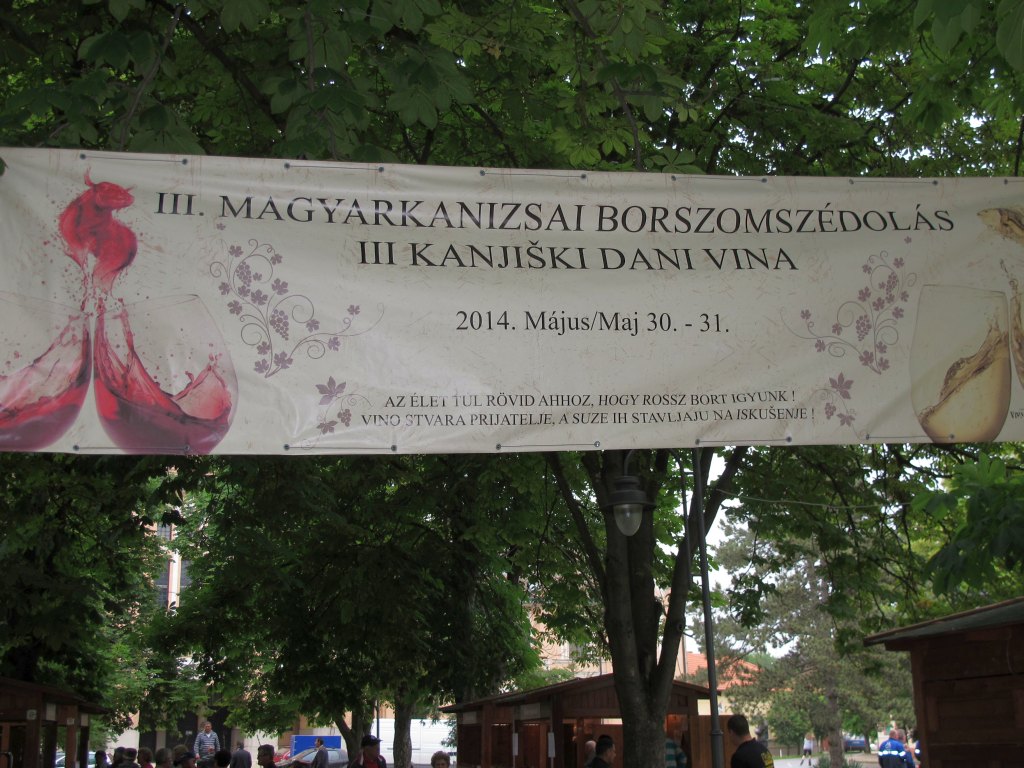 III. MAGYARKANIZSAI BORSZOMSZÉDOLÁS
III KANJIŠKI DANI VINA
2014. Május/Maj 30. - 31.
AZ ÉLET TUL RÖVID AHHOZ, HOGY ROSSZ BORT IGYUNK !
VINO STVARA PRIJATELJE, A SUZE IH STAVLJAJU NA ISKUŠENJE !